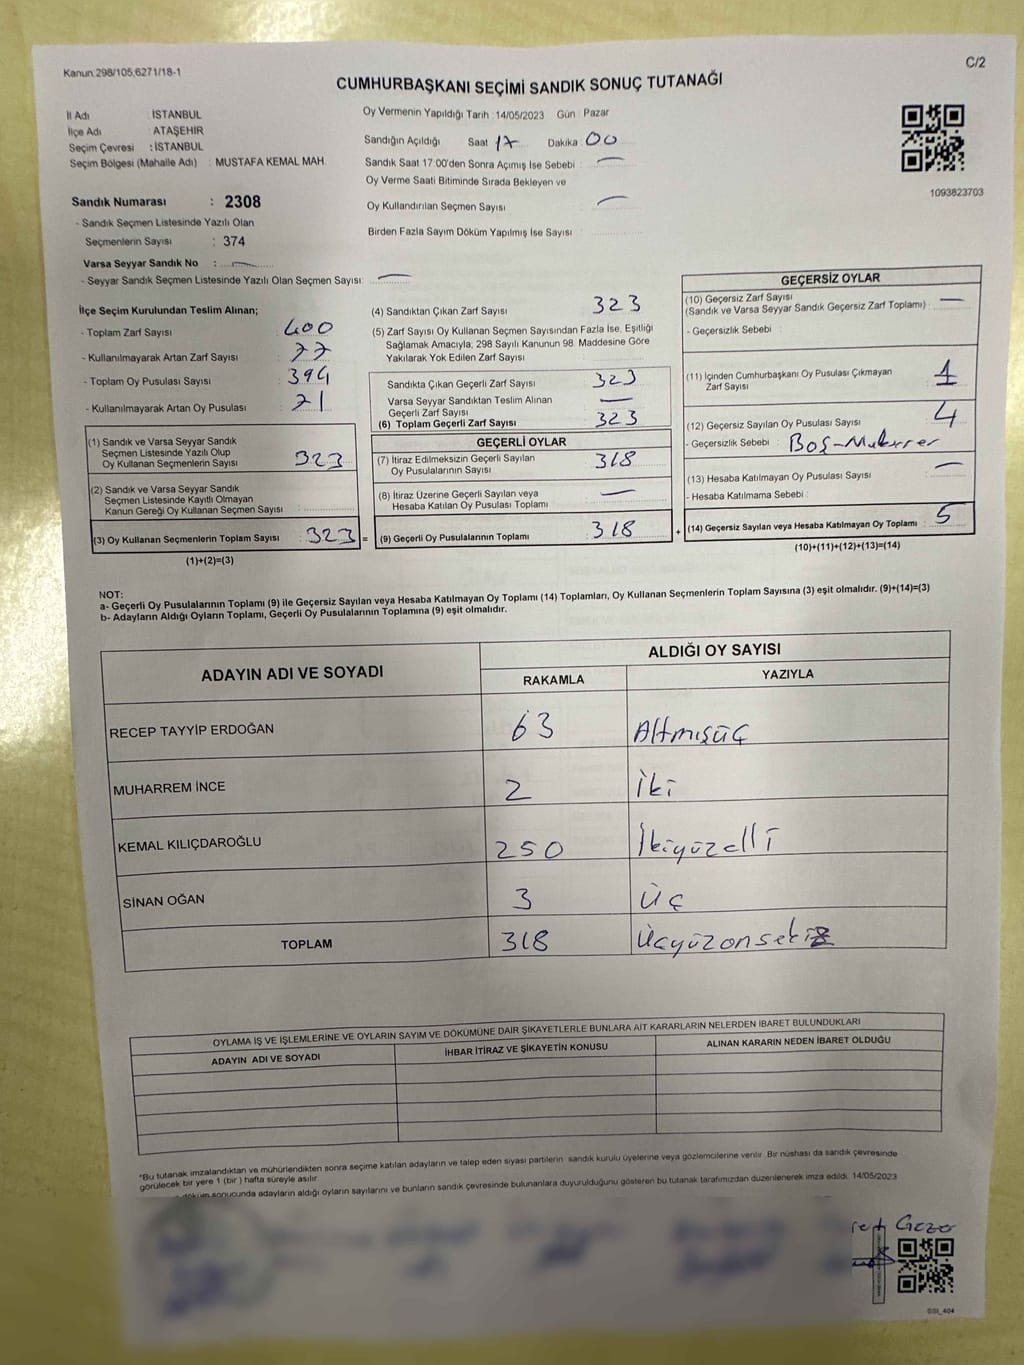 Kanun:298/105,6271/18-1
C/2
CUMHURBAŞKANI SEÇİMİ SANDIK SONUÇ TUTANAĞI
İl Adı İSTANBUL
İlçe Adı ATAŞEHİR
Seçim Çevresi : İSTANBUL
Seçim Bölgesi (Mahalle Adı) : MUSTAFA KEMAL MAH.
Oy Vermenin Yapıldığı Tarih : 14/05/2023 Gün : Pazar
Sandığın Açıldığı Saat 17 Dakika 00
Sandık Saat 17:00'den Sonra Açılmış İse Sebebi : —
Oy Verme Saati Bitiminde Sırada Bekleyen ve
Oy Kullandırılan Seçmen Sayısı —
Birden Fazla Sayım Döküm Yapılmış İse Sayısı
1093823703
Sandık Numarası : 2308
- Sandık Seçmen Listesinde Yazılı Olan
Seçmenlerin Sayısı : 374
Varsa Seyyar Sandık No : —
- Seyyar Sandık Seçmen Listesinde Yazılı Olan Seçmen Sayısı: —
İlçe Seçim Kurulundan Teslim Alınan;
- Toplam Zarf Sayısı : 400
- Kullanılmayarak Artan Zarf Sayısı : 77
- Toplam Oy Pusulası Sayısı : 394
- Kullanılmayarak Artan Oy Pusulası : 71
(1) Sandık ve Varsa Seyyar Sandık
Seçmen Listesinde Yazılı Olup
Oy Kullanan Seçmenlerin Sayısı : 323
(2) Sandık ve Varsa Seyyar Sandık
Seçmen Listesinde Kayıtlı Olmayan
Kanun Gereği Oy Kullanan Seçmen Sayısı :
(3) Oy Kullanan Seçmenlerin Toplam Sayısı : 323 =
(1)+(2)=(3)
(4) Sandıktan Çıkan Zarf Sayısı : 323
(5) Zarf Sayısı Oy Kullanan Seçmen Sayısından Fazla İse, Eşitliği
Sağlamak Amacıyla; 298 Sayılı Kanunun 98. Maddesine Göre
Yakılarak Yok Edilen Zarf Sayısı :
Sandıkta Çıkan Geçerli Zarf Sayısı : 323
Varsa Seyyar Sandıktan Teslim Alınan
Geçerli Zarf Sayısı : —
(6) Toplam Geçerli Zarf Sayısı : 323
GEÇERLİ OYLAR
(7) İtiraz Edilmeksizin Geçerli Sayılan
Oy Pusulalarının Sayısı : 318
(8) İtiraz Üzerine Geçerli Sayılan veya
Hesaba Katılan Oy Pusulası Toplamı : —
(9) Geçerli Oy Pusulalarının Toplamı : 318 +
GEÇERSİZ OYLAR
(10) Geçersiz Zarf Sayısı
(Sandık ve Varsa Seyyar Sandık Geçersiz Zarf Toplamı) : —
- Geçersizlik Sebebi :
(11) İçinden Cumhurbaşkanı Oy Pusulası Çıkmayan
Zarf Sayısı : 1
(12) Geçersiz Sayılan Oy Pusulası Sayısı : 4
- Geçersizlik Sebebi : Boş-Mükerrer
(13) Hesaba Katılmayan Oy Pusulası Sayısı : —
- Hesaba Katılmama Sebebi :
(14) Geçersiz Sayılan veya Hesaba Katılmayan Oy Toplamı : 5
(10)+(11)+(12)+(13)=(14)
NOT:
a- Geçerli Oy Pusulalarının Toplamı (9) ile Geçersiz Sayılan veya Hesaba Katılmayan Oy Toplamı (14) Toplamları, Oy Kullanan Seçmenlerin Toplam Sayısına (3) eşit olmalıdır. (9)+(14)=(3)
b- Adayların Aldığı Oyların Toplamı, Geçerli Oy Pusulalarının Toplamına (9) eşit olmalıdır.
ADAYIN ADI VE SOYADI
ALDIĞI OY SAYISI
RAKAMLA YAZIYLA
RECEP TAYYİP ERDOĞAN 63 Altmışüç
MUHARREM İNCE 2 İki
KEMAL KILIÇDAROĞLU 250 İkiyüzelli
SİNAN OĞAN 3 Üç
TOPLAM 318 Üçyüzonsekiz
OYLAMA İŞ VE İŞLEMLERİNE VE OYLARIN SAYIM VE DÖKÜMÜNE DAİR ŞİKAYETLERLE BUNLARA AİT KARARLARIN NELERDEN İBARET BULUNDUKLARI
ADAYIN ADI VE SOYADI İHBAR İTİRAZ VE ŞİKAYETİN KONUSU ALINAN KARARIN NEDEN İBARET OLDUĞU
*Bu tutanak imzalandıktan ve mühürlendikten sonra seçime katılan adayların ve talep eden siyasi partilerin sandık kurulu üyelerine veya gözlemcilerine verilir. Bir nüshası da sandık çevresinde
görülecek bir yere 1 (bir ) hafta süreyle asılır.
döküm sonucunda adayların aldığı oyların sayılarını ve bunların sandık çevresinde bulunanlara duyurulduğunu gösteren bu tutanak tarafımızdan düzenlenerek imza edildi. 14/05/2023
Gezer
SSI_404